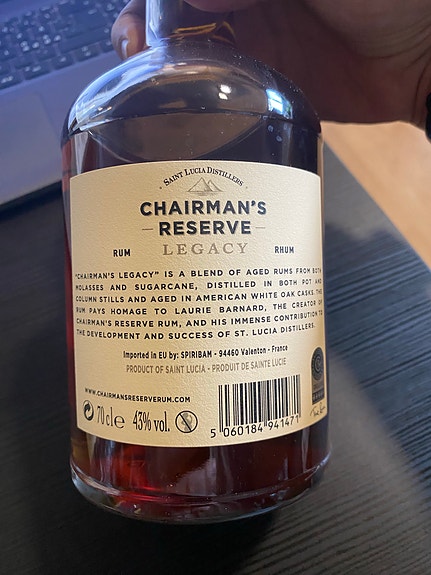 SAINT LUCIA DISTILLERS
CHAIRMAN'S
RESERVE
RUM LEGACY RHUM
"CHAIRMAN'S LEGACY" IS A BLEND OF AGED RUMS FROM BOTH
MOLASSES AND SUGARCANE, DISTILLED IN BOTH POT AND
COLUMN STILLS AND AGED IN AMERICAN WHITE OAK CASKS. THE
RUM PAYS HOMAGE TO LAURIE BARNARD, THE CREATOR OF
CHAIRMAN'S RESERVE RUM, AND HIS IMMENSE CONTRIBUTION TO
THE DEVELOPMENT AND SUCCESS OF ST. LUCIA DISTILLERS.
Imported in EU by: SPIRIBAM - 94460 Valenton - France
PRODUCT OF SAINT LUCIA - PRODUIT DE SAINTE LUCIE
WWW.CHAIRMANSRESERVERUM.COM
70 cl e 43% vol.
5 060184 941471